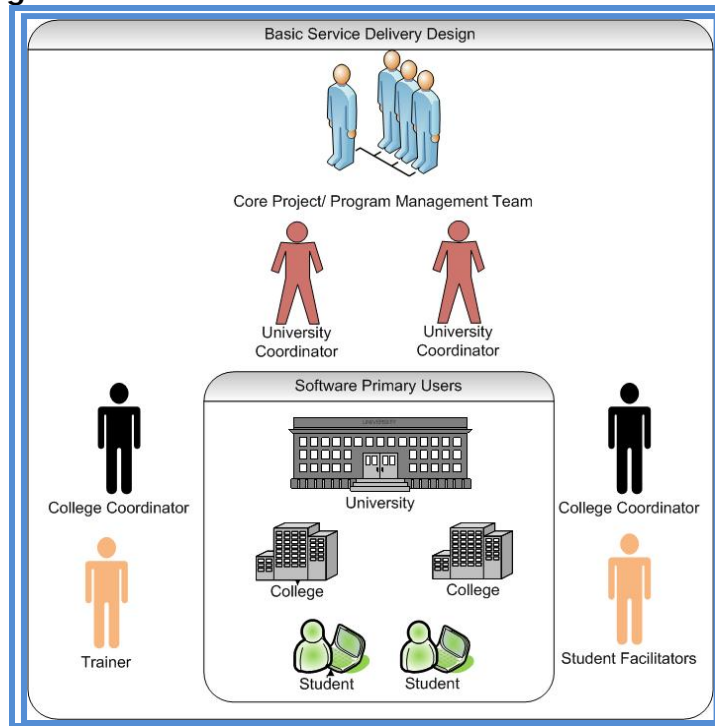 Basic Service Delivery Design
Core Project/ Program Management Team
University
Coordinator
University
Coordinator
Software Primary Users
UNIVERSITY
University
College Coordinator
College Coordinator
College
College
Trainer
Student Facilitators
Student
Student